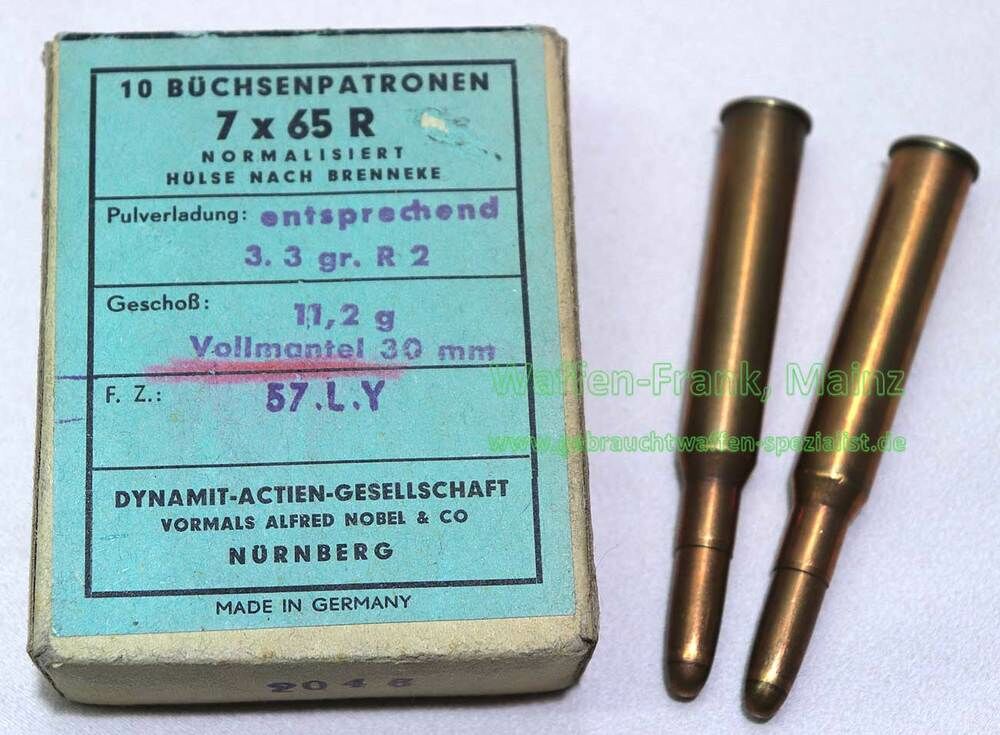 10 BÜCHSENPATRONEN
7 x 65 R
NORMALISIERT
HÜLSE NACH BRENNEKE
Pulverladung: entsprechend
3. 3 gr. R 2
Geschoß:
11,2 g
Vollmantel 30 mm
F. Z.: 57.L.Y
DYNAMIT-ACTIEN-GESELLSCHAFT
VORMALS ALFRED NOBEL & CO
NÜRNBERG
MADE IN GERMANY
Waffen-Frank, Mainz
www.gebrauchtwaffen-spezialist.de